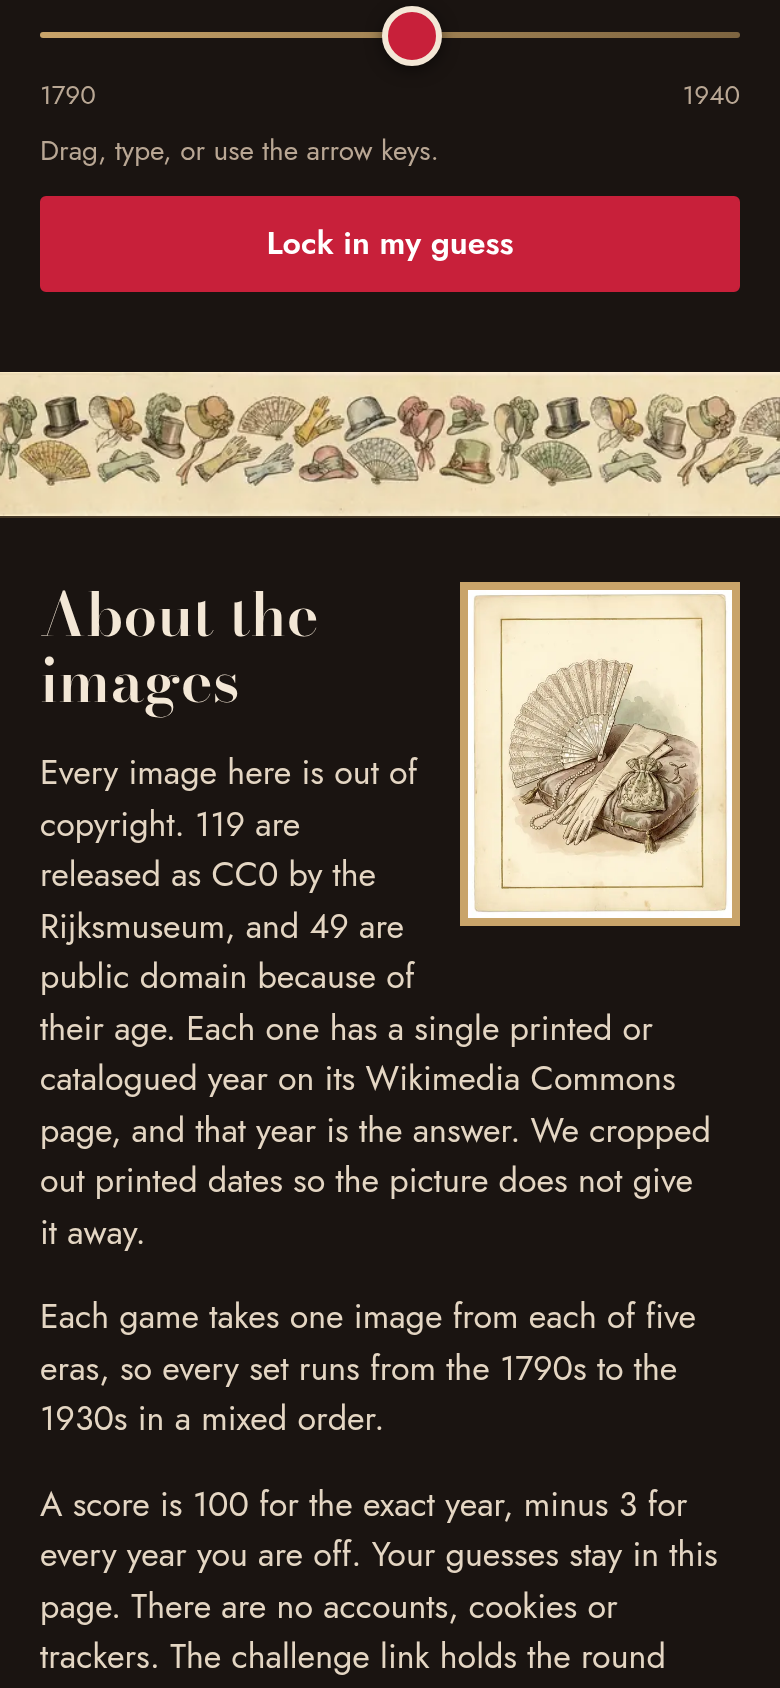 1790 1940
Drag, type, or use the arrow keys.
Lock in my guess
About the
images
Every image here is out of
copyright. 119 are
released as CC0 by the
Rijksmuseum, and 49 are
public domain because of
their age. Each one has a single printed or
catalogued year on its Wikimedia Commons
page, and that year is the answer. We cropped
out printed dates so the picture does not give
it away.
Each game takes one image from each of five
eras, so every set runs from the 1790s to the
1930s in a mixed order.
A score is 100 for the exact year, minus 3 for
every year you are off. Your guesses stay in this
page. There are no accounts, cookies or
trackers. The challenge link holds the round